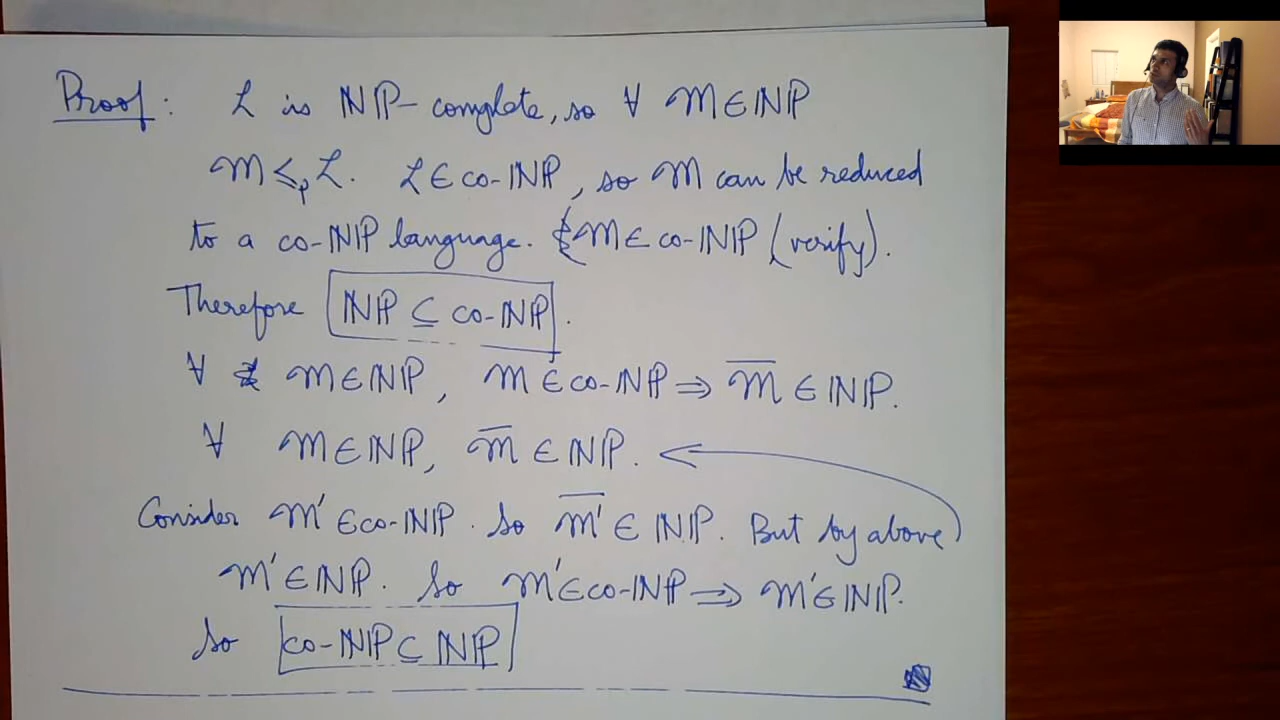 Proof: L is NP-complete, so ∀ M∈NP
M ≤ₚ L. L∈co-NP, so M can be reduced
to a co-NP language. M∈co-NP (verify).
Therefore NP ⊆ co-NP.
∀ M∈NP, M∈co-NP ⇒ M̅ ∈ NP.
∀ M∈NP, M̅ ∈ NP.
Consider M'∈co-NP. So M̅'̅ ∈ NP. But by above
M'∈NP. So M'∈co-NP ⇒ M'∈NP.
So co-NP ⊆ NP